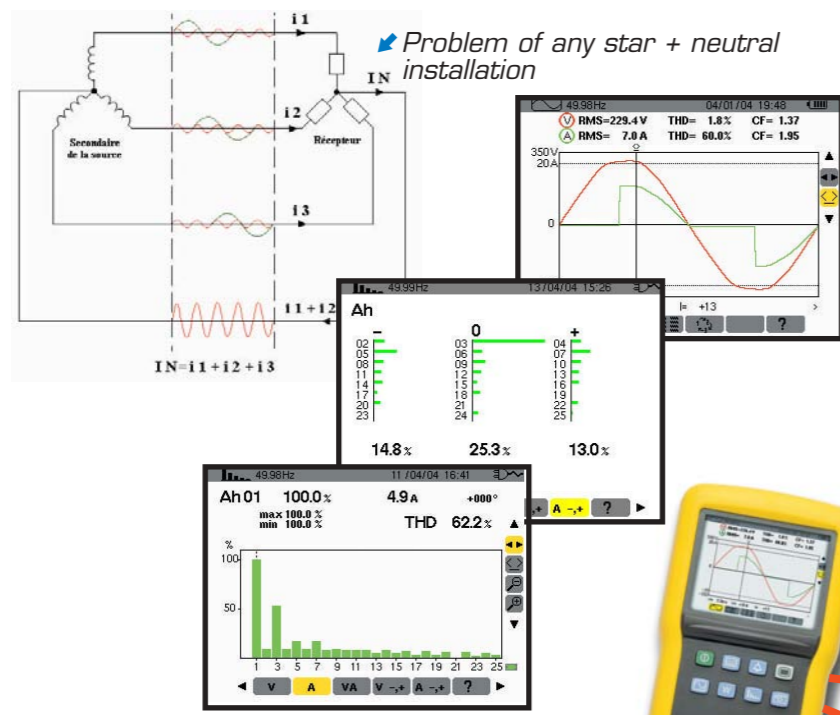 Problem of any star + neutral
installation
i1
IN
i2
Secondaire
de la source
Récepteur
i3
i1+i2
IN=i1+i2+i3
49.98Hz 04/01/04 19:48
V RMS=229.4V THD= 1.8% CF= 1.37
A RMS= 7.0A THD= 60.0% CF= 1.95
350V
20A
0
|= +13 >
?
49.99Hz 13/04/04 15:26
Ah
- 0 +
02 03 04
05 06 07
08 09 10
11 12 13
14 15 16
17 18 19
20 21 22
23 24 25
14.8% 25.3% 13.0%
-,+ A -,+ ?
49.98Hz 11/04/04 16:41
Ah 01 100.0% 4.9A +000°
max 100.0 %
min 100.0 %
THD 62.2%
%
100
50
1 3 5 7 9 11 13 15 17 19 21 23 25
V A VA V -,+ A -,+ ?